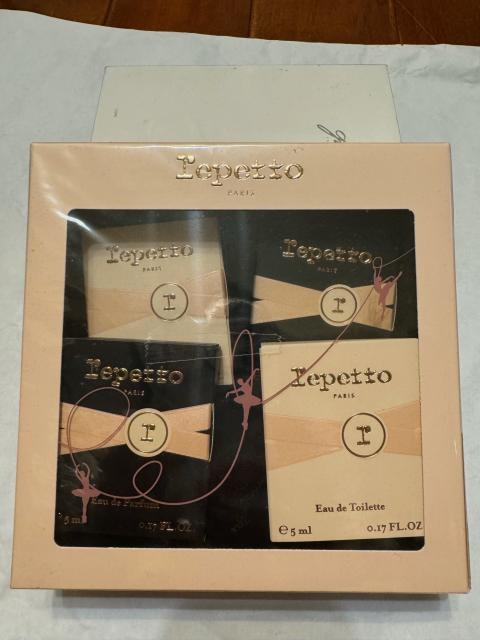 repetto
PARIS
repetto
PARIS
r
repetto
PARIS
r
repetto
PARIS
r
Eau de Parfum
5 ml 0.17 FL.OZ
repetto
PARIS
r
Eau de Toilette
℮ 5 ml 0.17 FL.OZ